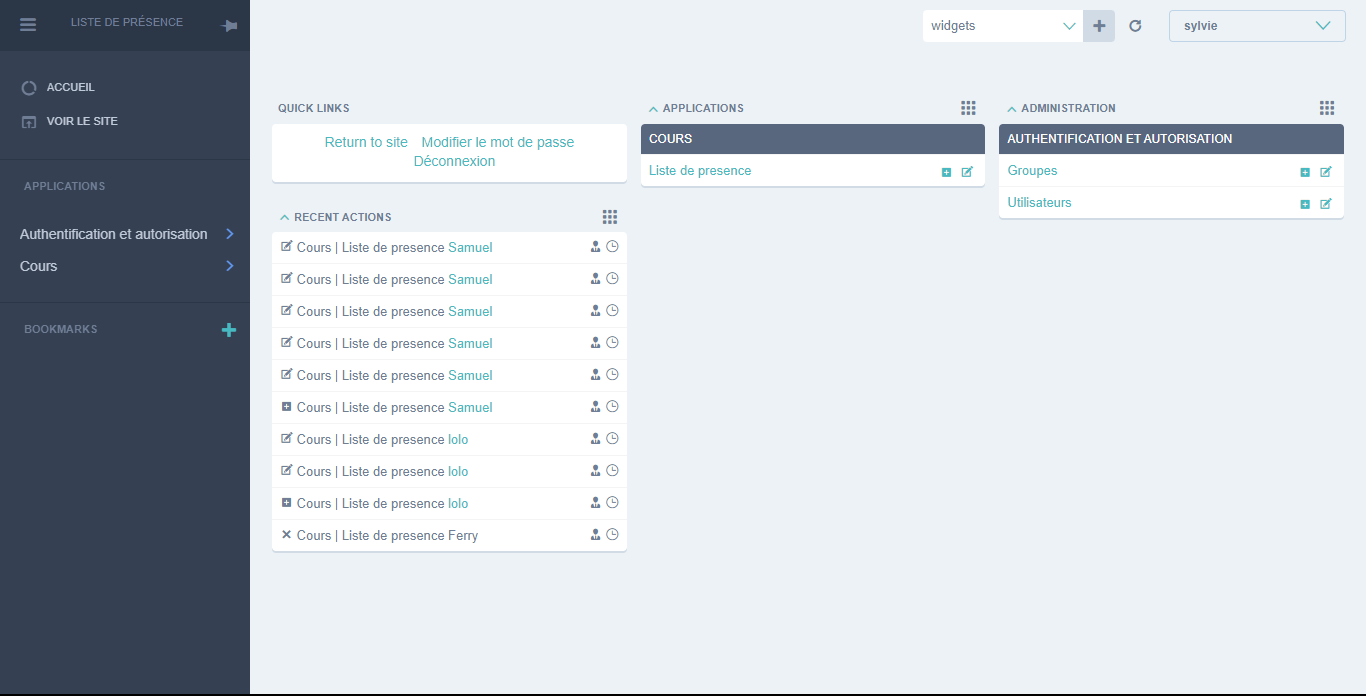 LISTE DE PRÉSENCE
ACCUEIL
VOIR LE SITE
APPLICATIONS
Authentification et autorisation
Cours
BOOKMARKS
widgets
sylvie
QUICK LINKS
Return to site Modifier le mot de passe
Déconnexion
RECENT ACTIONS
Cours | Liste de presence Samuel
Cours | Liste de presence Samuel
Cours | Liste de presence Samuel
Cours | Liste de presence Samuel
Cours | Liste de presence Samuel
Cours | Liste de presence Samuel
Cours | Liste de presence lolo
Cours | Liste de presence lolo
Cours | Liste de presence lolo
Cours | Liste de presence Ferry
APPLICATIONS
COURS
Liste de presence
ADMINISTRATION
AUTHENTIFICATION ET AUTORISATION
Groupes
Utilisateurs